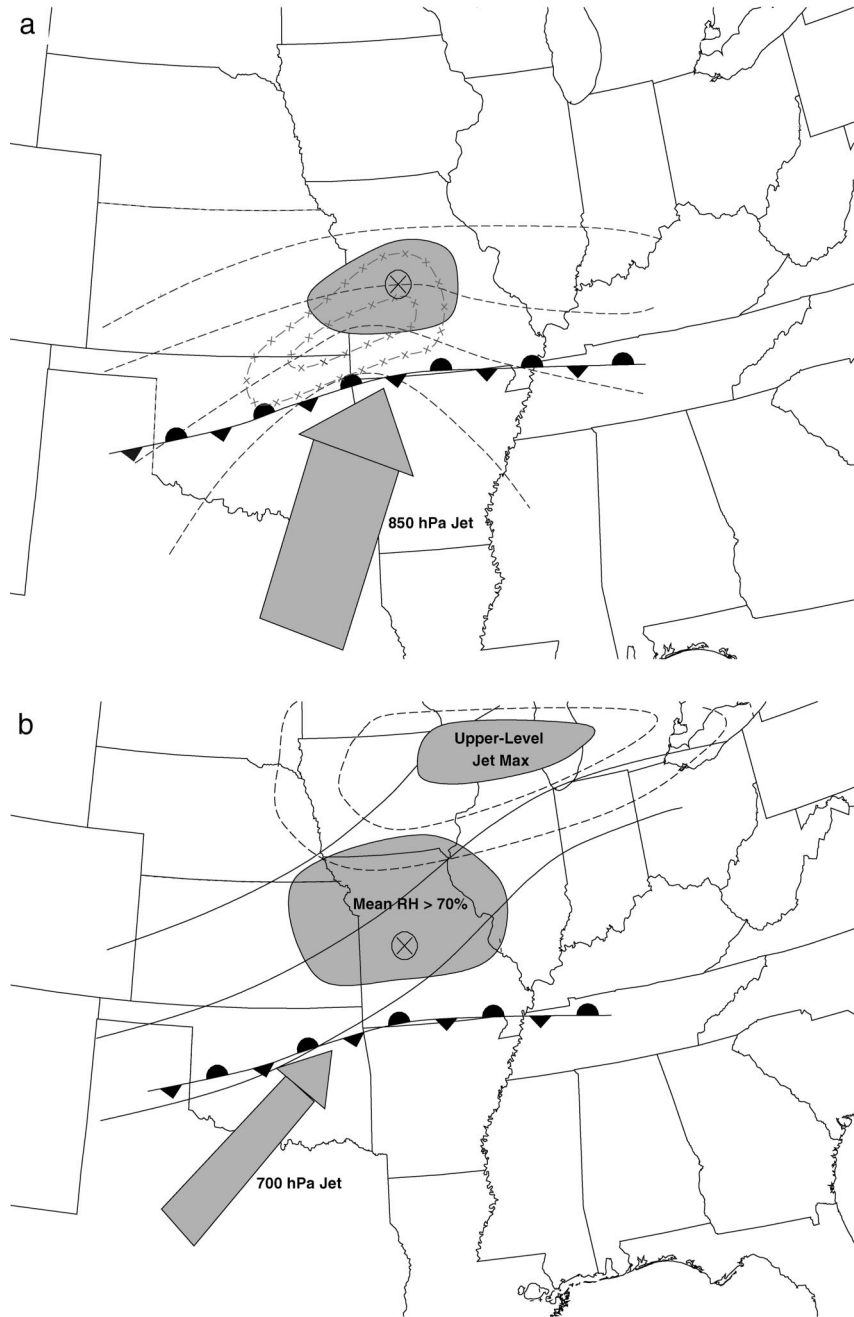 a
850 hPa Jet
b
Upper-Level
Jet Max
Mean RH > 70%
700 hPa Jet